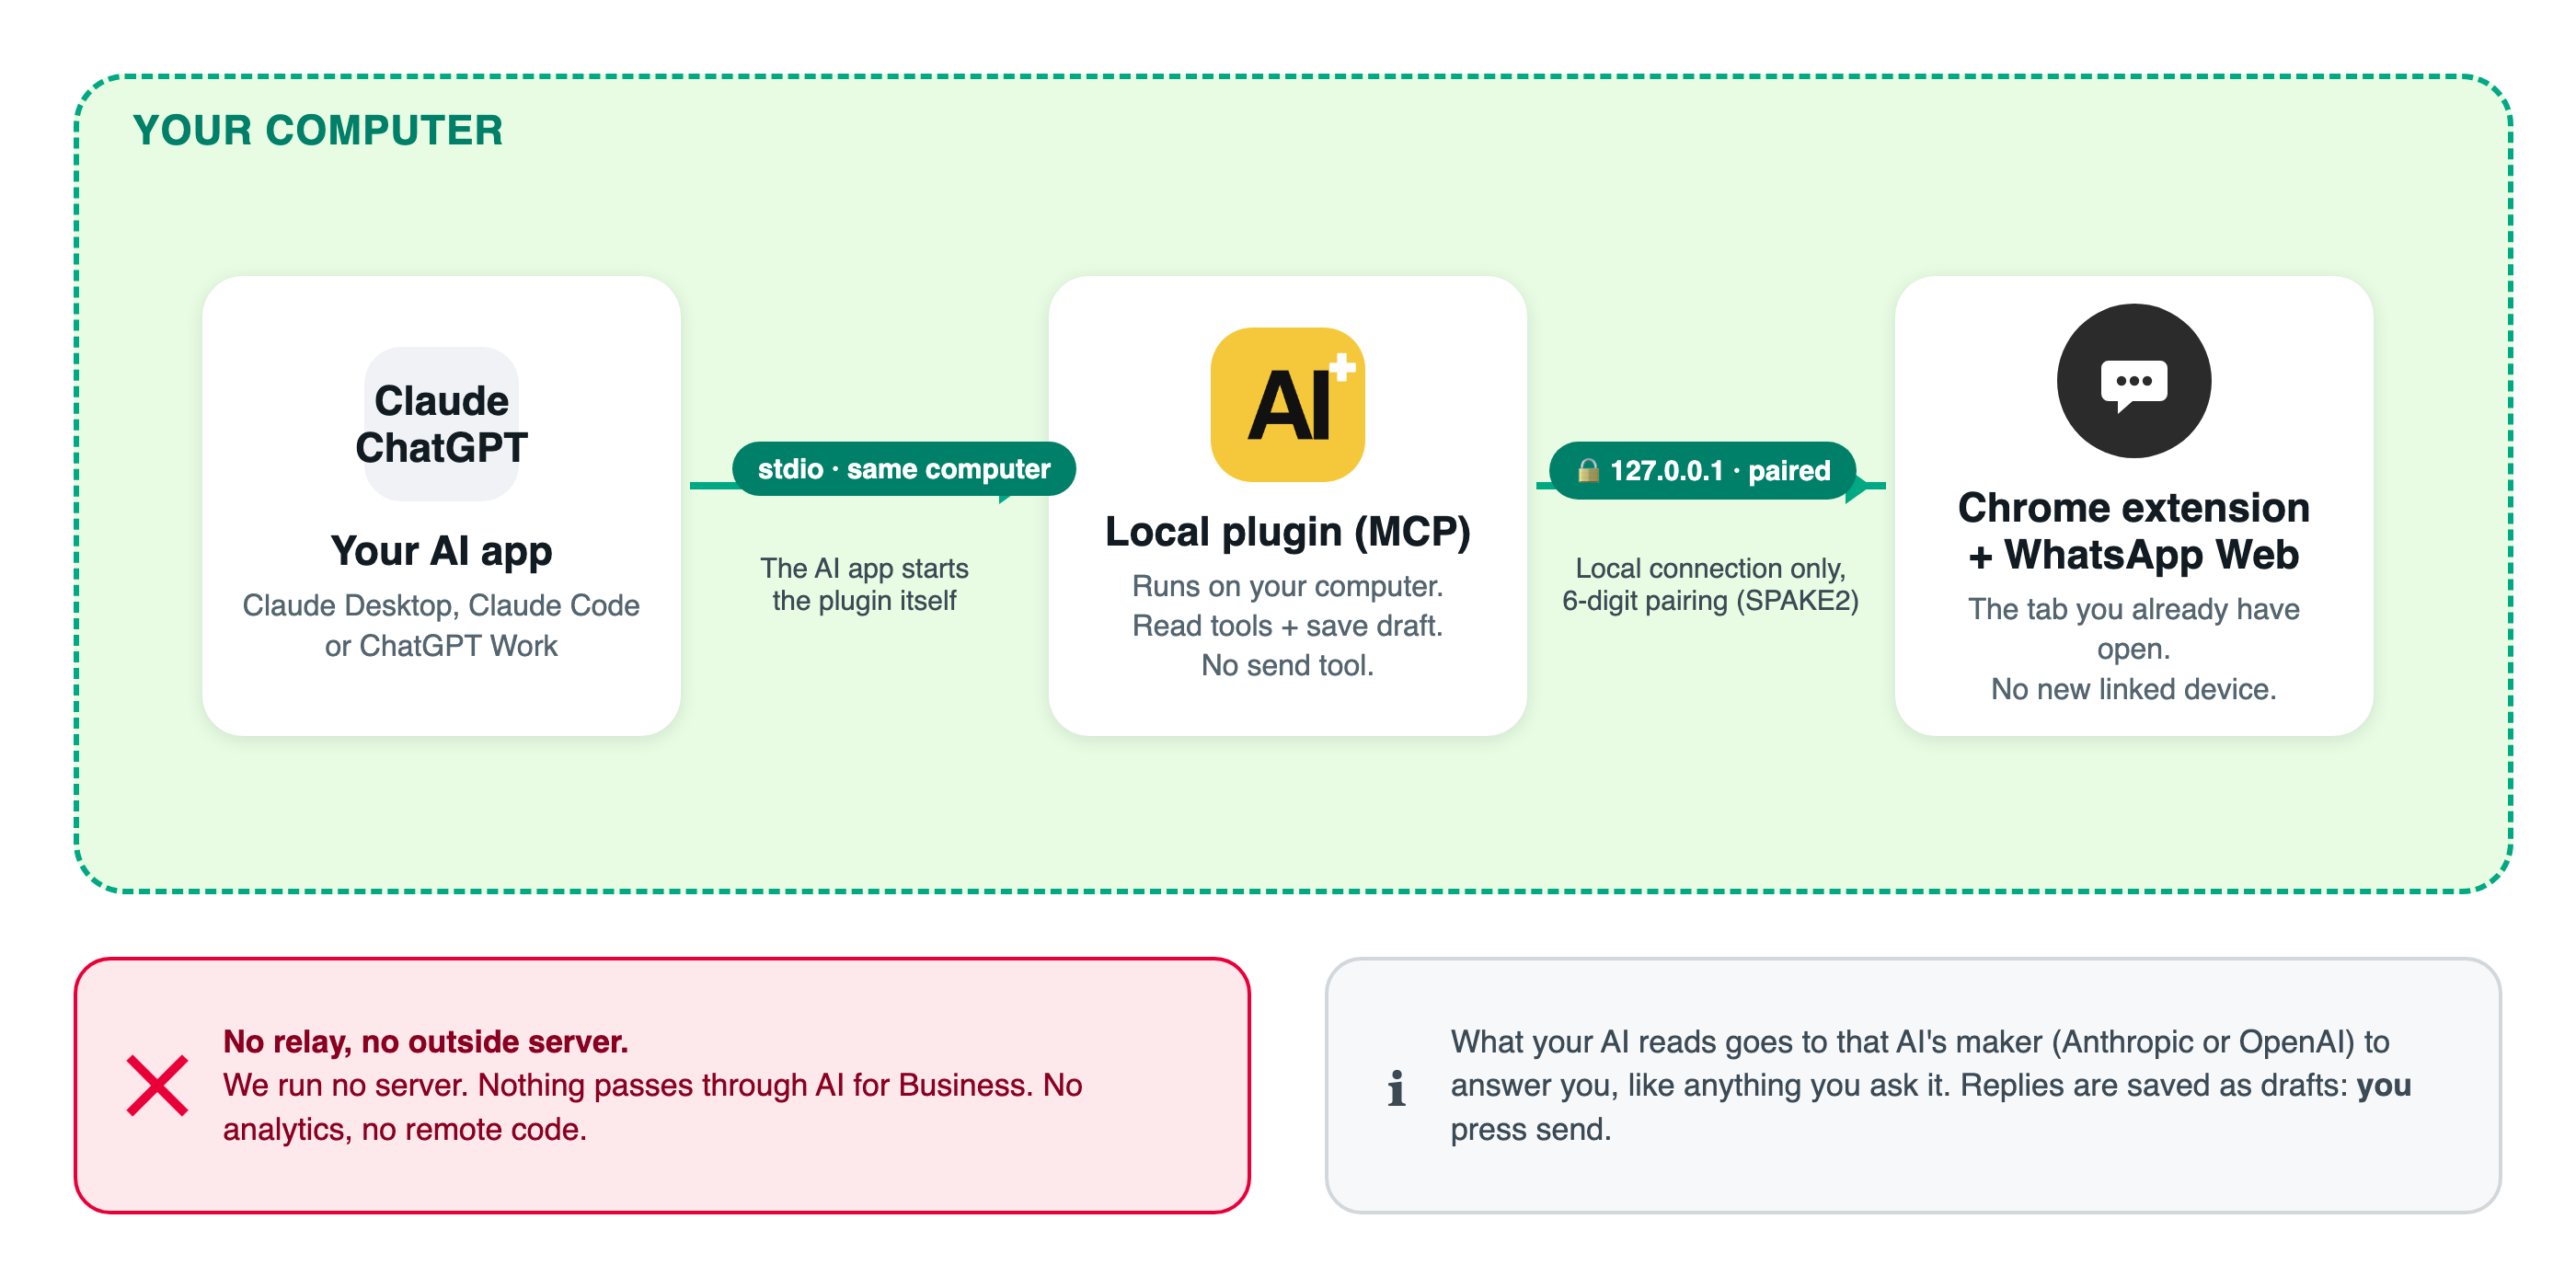 YOUR COMPUTER
Claude
ChatGPT
Your AI app
Claude Desktop, Claude Code
or ChatGPT Work
stdio · same computer
The AI app starts
the plugin itself
AI+
Local plugin (MCP)
Runs on your computer.
Read tools + save draft.
No send tool.
🔒 127.0.0.1 · paired
Local connection only,
6-digit pairing (SPAKE2)
Chrome extension
+ WhatsApp Web
The tab you already have
open.
No new linked device.
No relay, no outside server.
We run no server. Nothing passes through AI for Business. No
analytics, no remote code.
i
What your AI reads goes to that AI's maker (Anthropic or OpenAI) to
answer you, like anything you ask it. Replies are saved as drafts: you
press send.